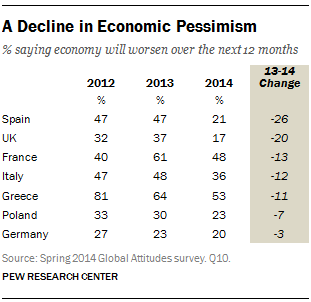 A Decline in Economic Pessimism
% saying economy will worsen over the next 12 months
2012 2013 2014 13-14 Change
% % %
Spain 47 47 21 -26
UK 32 37 17 -20
France 40 61 48 -13
Italy 47 48 36 -12
Greece 81 64 53 -11
Poland 33 30 23 -7
Germany 27 23 20 -3
Source: Spring 2014 Global Attitudes survey. Q10.
PEW RESEARCH CENTER